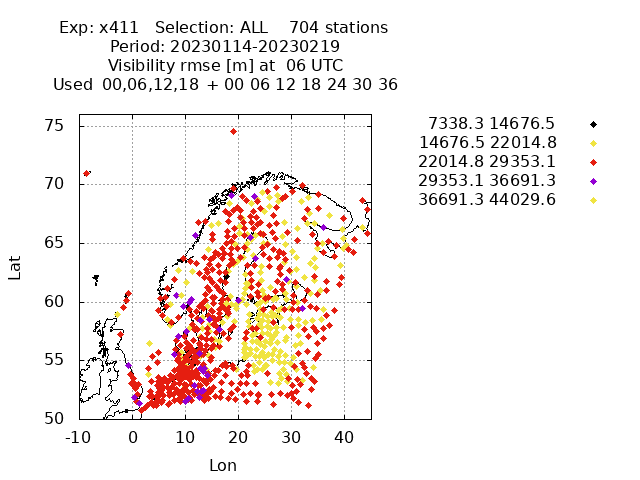 Exp: x411 Selection: ALL 704 stations
Period: 20230114-20230219
Visibility rmse [m] at 06 UTC
Used 00,06,12,18 + 00 06 12 18 24 30 36
7338.3 14676.5
14676.5 22014.8
22014.8 29353.1
29353.1 36691.3
36691.3 44029.6
75
70
65
60
55
50
Lat
-10 0 10 20 30 40
Lon